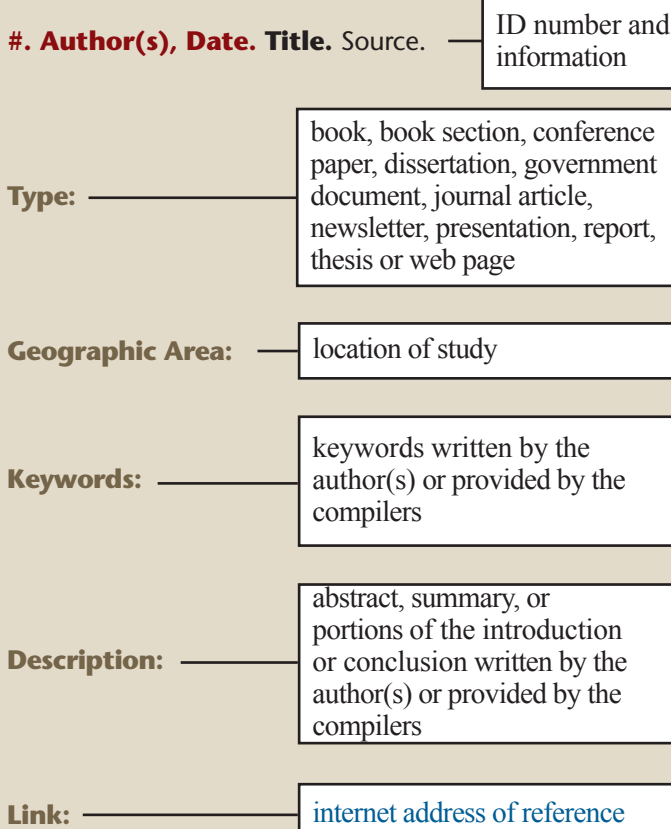 #. Author(s), Date. Title. Source.
ID number and
information
Type:
book, book section, conference
paper, dissertation, government
document, journal article,
newsletter, presentation, report,
thesis or web page
Geographic Area:
location of study
Keywords:
keywords written by the
author(s) or provided by the
compilers
Description:
abstract, summary, or
portions of the introduction
or conclusion written by the
author(s) or provided by the
compilers
Link:
internet address of reference